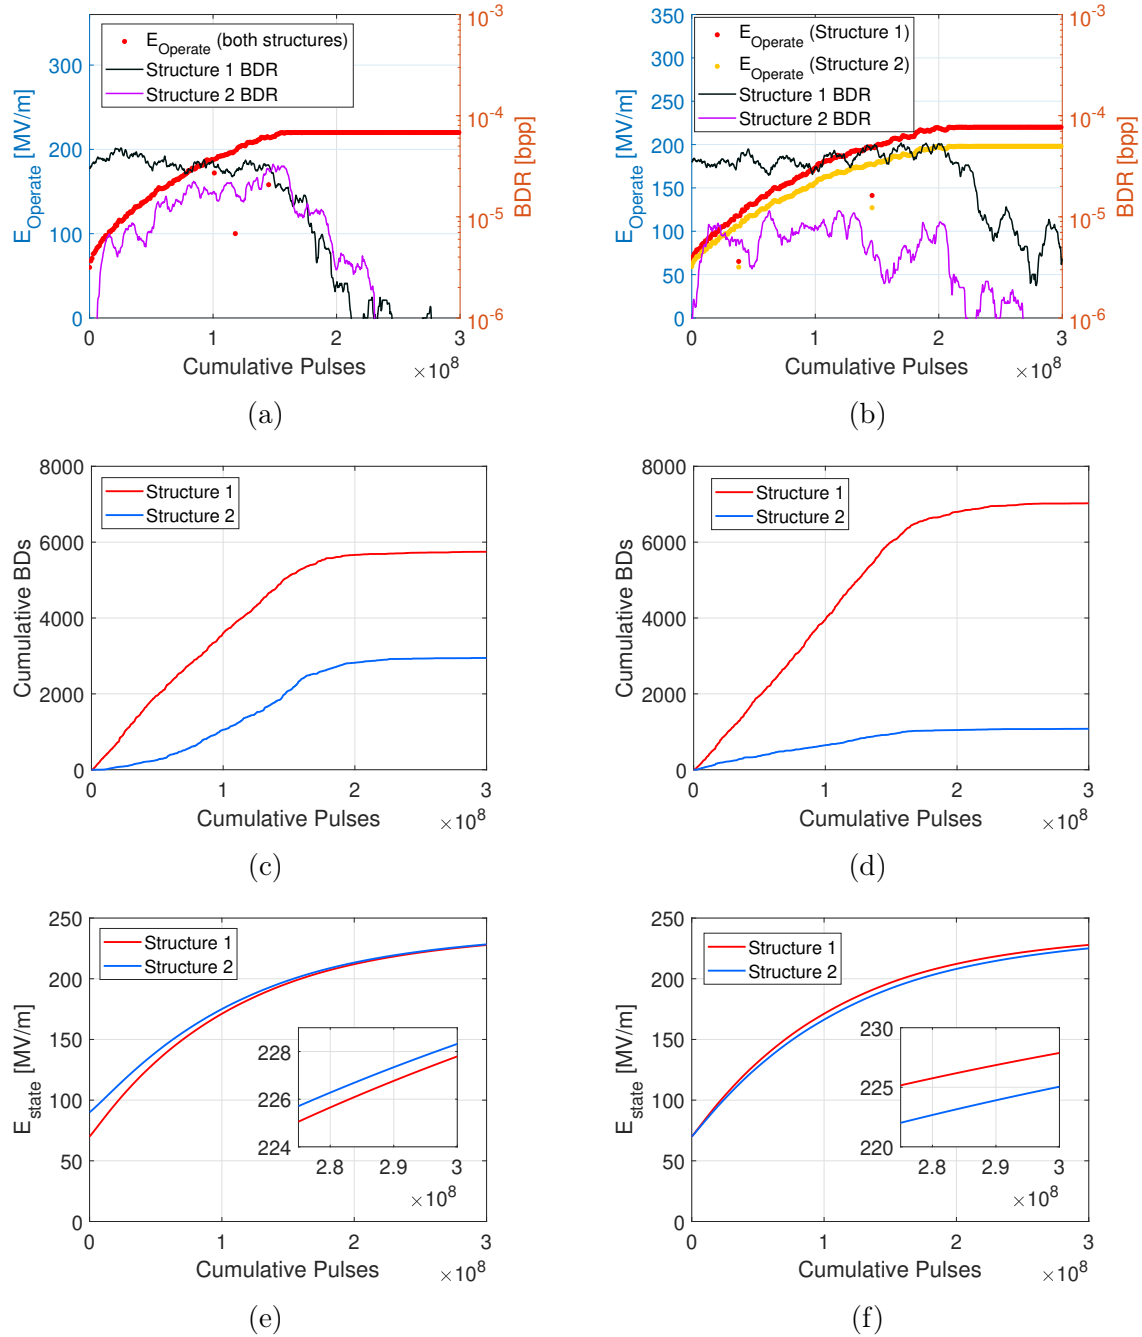 E_Operate (both structures)
Structure 1 BDR
Structure 2 BDR
E_Operate [MV/m]
300
200
100
0
10^-3
10^-4
10^-5
10^-6
BDR [bpp]
0 1 2 3
Cumulative Pulses ×10^8
(a)
E_Operate (Structure 1)
E_Operate (Structure 2)
Structure 1 BDR
Structure 2 BDR
E_Operate [MV/m]
350
300
250
200
150
100
50
0
10^-3
10^-4
10^-5
10^-6
BDR [bpp]
0 1 2 3
Cumulative Pulses ×10^8
(b)
Structure 1
Structure 2
Cumulative BDs
8000
6000
4000
2000
0
0 1 2 3
Cumulative Pulses ×10^8
(c)
Structure 1
Structure 2
Cumulative BDs
8000
6000
4000
2000
0
0 1 2 3
Cumulative Pulses ×10^8
(d)
Structure 1
Structure 2
E_state [MV/m]
250
200
150
100
50
0
228
226
224
2.8 2.9 3
×10^8
0 1 2 3
Cumulative Pulses ×10^8
(e)
Structure 1
Structure 2
E_state [MV/m]
250
200
150
100
50
0
230
225
220
2.8 2.9 3
×10^8
0 1 2 3
Cumulative Pulses ×10^8
(f)